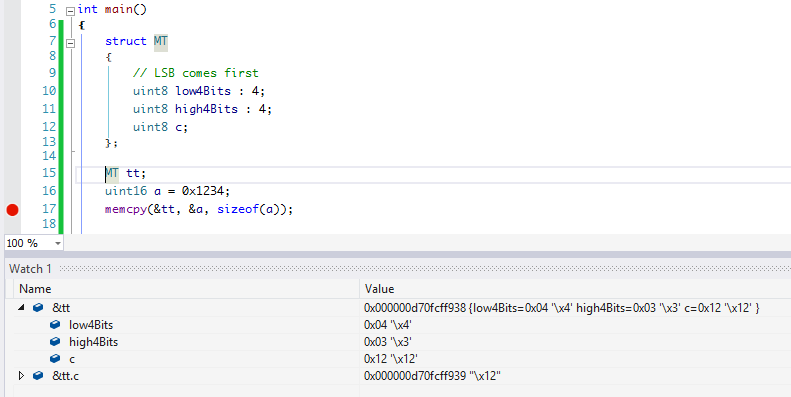 5 int main()
6 {
7 struct MT
8 {
9 // LSB comes first
10 uint8 low4Bits : 4;
11 uint8 high4Bits : 4;
12 uint8 c;
13 };
14
15 MT tt;
16 uint16 a = 0x1234;
17 memcpy(&tt, &a, sizeof(a));
18
100 %
Watch 1
Name Value
&tt 0x000000d70fcff938 {low4Bits=0x04 '\x4' high4Bits=0x03 '\x3' c=0x12 '\x12' }
low4Bits 0x04 '\x4'
high4Bits 0x03 '\x3'
c 0x12 '\x12'
&tt.c 0x000000d70fcff939 "\x12"